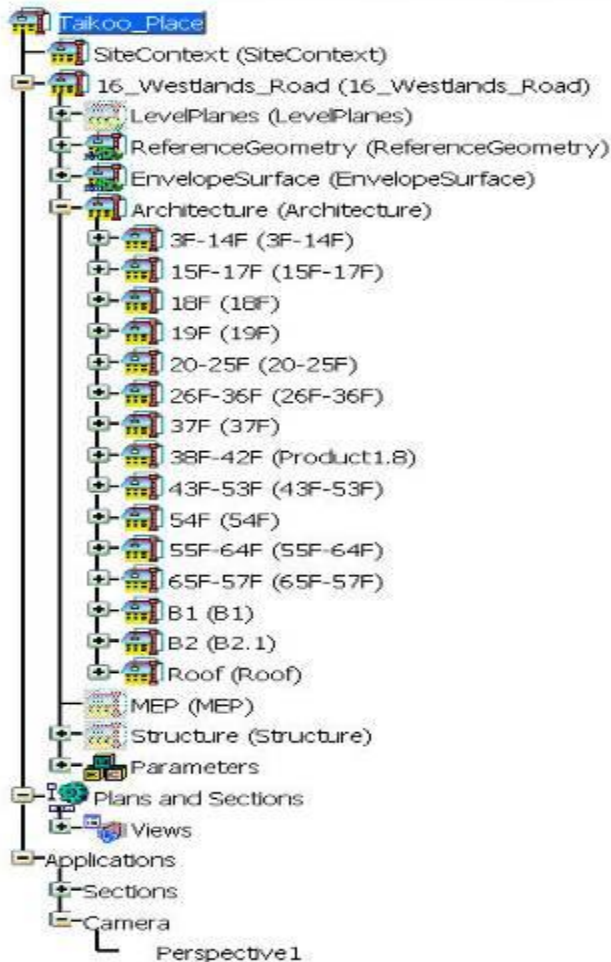 Taikoo_Place
SiteContext (SiteContext)
16_Westlands_Road (16_Westlands_Road)
LevelPlanes (LevelPlanes)
ReferenceGeometry (ReferenceGeometry)
EnvelopeSurface (EnvelopeSurface)
Architecture (Architecture)
3F-14F (3F-14F)
15F-17F (15F-17F)
18F (18F)
19F (19F)
20-25F (20-25F)
26F-36F (26F-36F)
37F (37F)
38F-42F (Product1.8)
43F-53F (43F-53F)
54F (54F)
55F-64F (55F-64F)
65F-57F (65F-57F)
B1 (B1)
B2 (B2.1)
Roof (Roof)
MEP (MEP)
Structure (Structure)
Parameters
Plans and Sections
Views
Applications
Sections
Camera
Perspective1